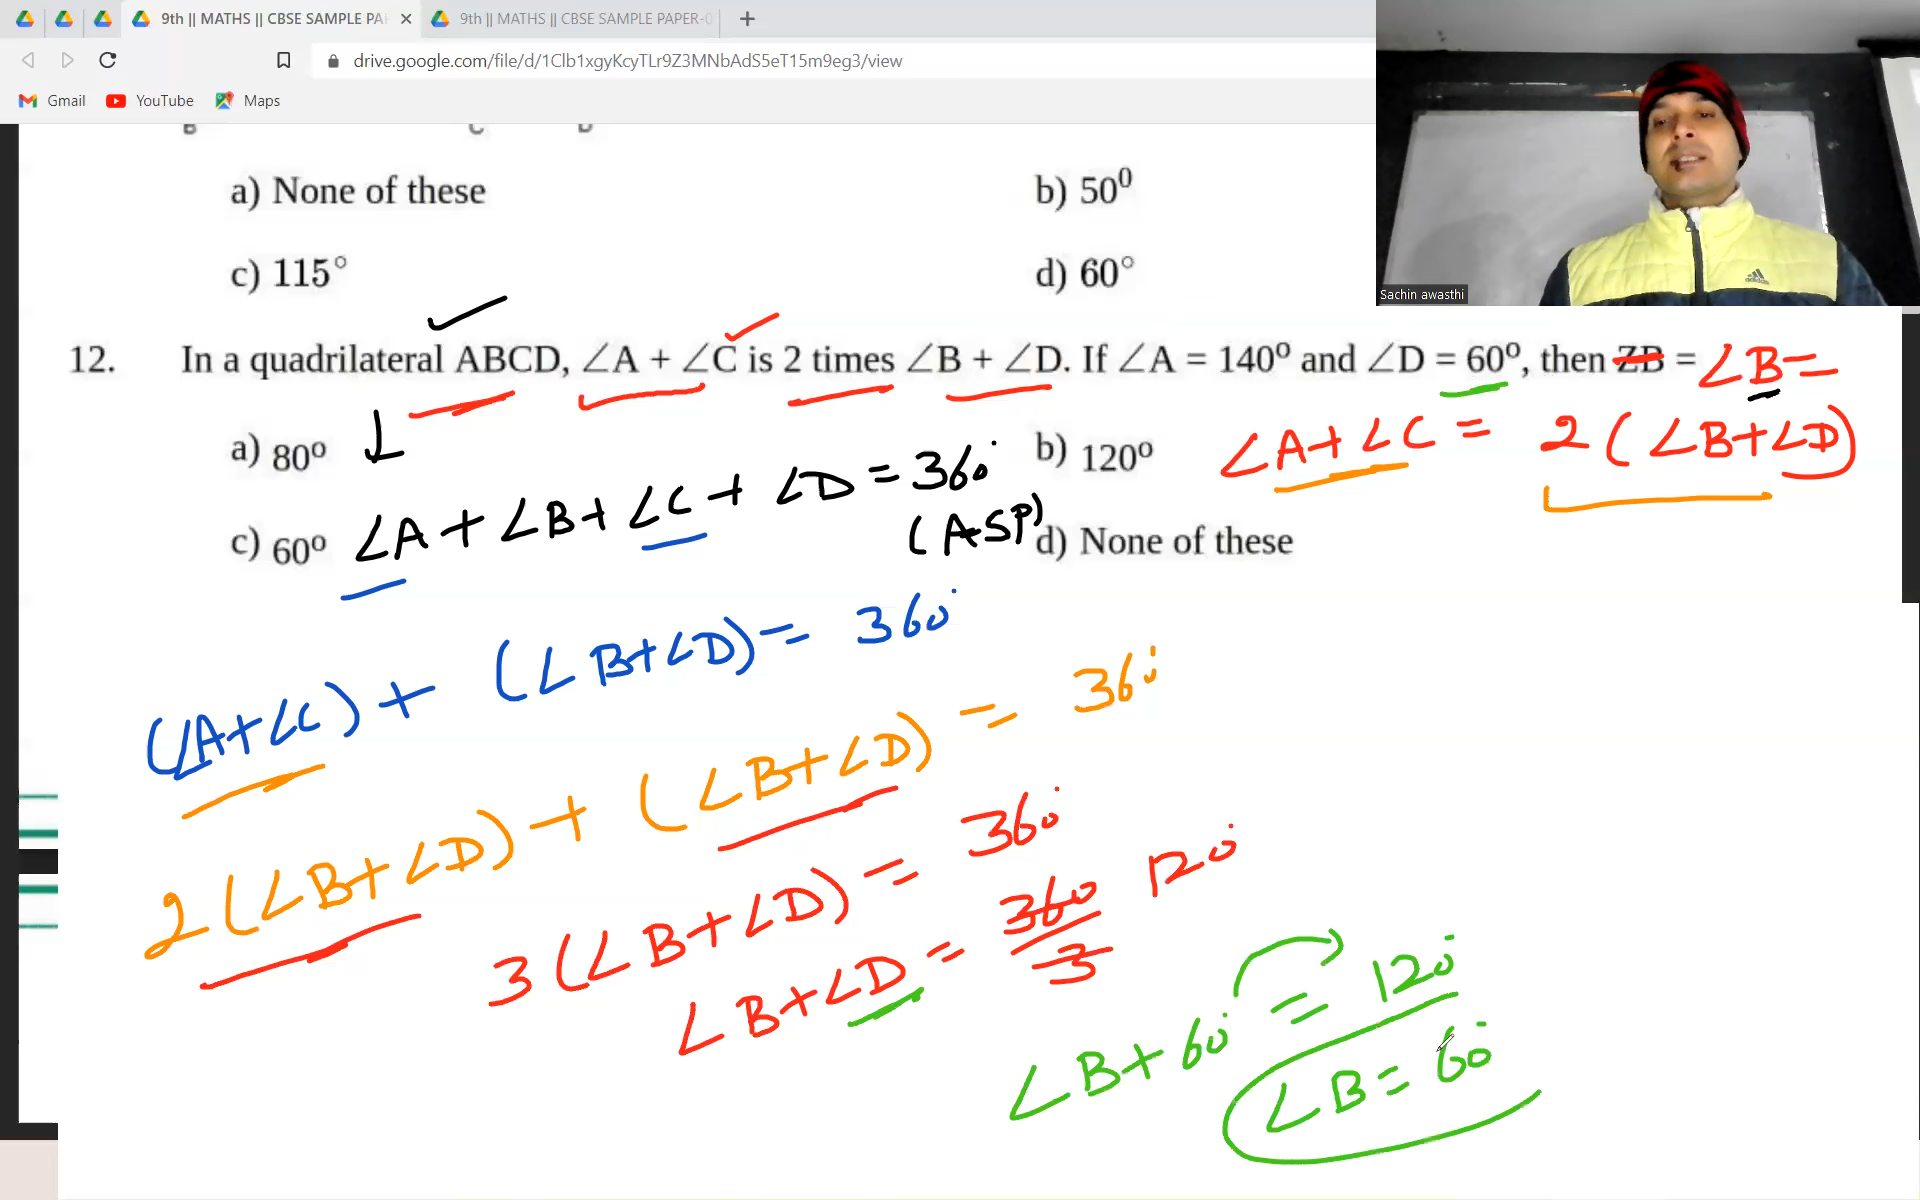 9th || MATHS || CBSE SAMPLE PA
9th || MATHS || CBSE SAMPLE PAPER-0
drive.google.com/file/d/1Clb1xgyKcyTLr9Z3MNbAdS5eT15m9eg3/view
Gmail YouTube Maps
Sachin awasthi
a) None of these b) 50⁰
c) 115° d) 60°
12. In a quadrilateral ABCD, ∠A + ∠C is 2 times ∠B + ∠D. If ∠A = 140⁰ and ∠D = 60⁰, then ZB = ∠B =
∠A+∠C = 2(∠B+∠D)
a) 80⁰ b) 120⁰
∠A + ∠B + ∠C + ∠D = 360°
(ASP)
c) 60⁰ d) None of these
(∠A+∠C) + (∠B+∠D) = 360°
2(∠B+∠D) + (∠B+∠D) = 360°
3(∠B+∠D) = 360°
∠B+∠D = 360/3 120°
∠B+60° = 120°
∠B = 60°